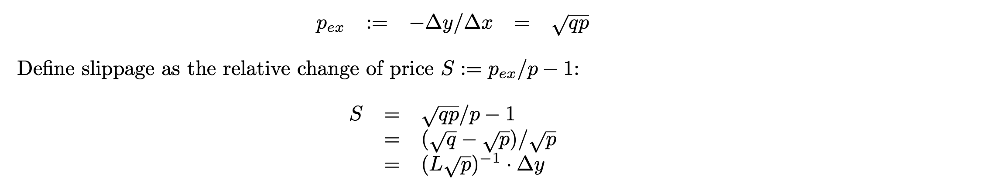 p_{ex} := −Δy/Δx = √(qp)
Define slippage as the relative change of price S := p_{ex}/p − 1:
S = √(qp)/p − 1
= (√q − √p)/√p
= (L√p)^{−1} · Δy